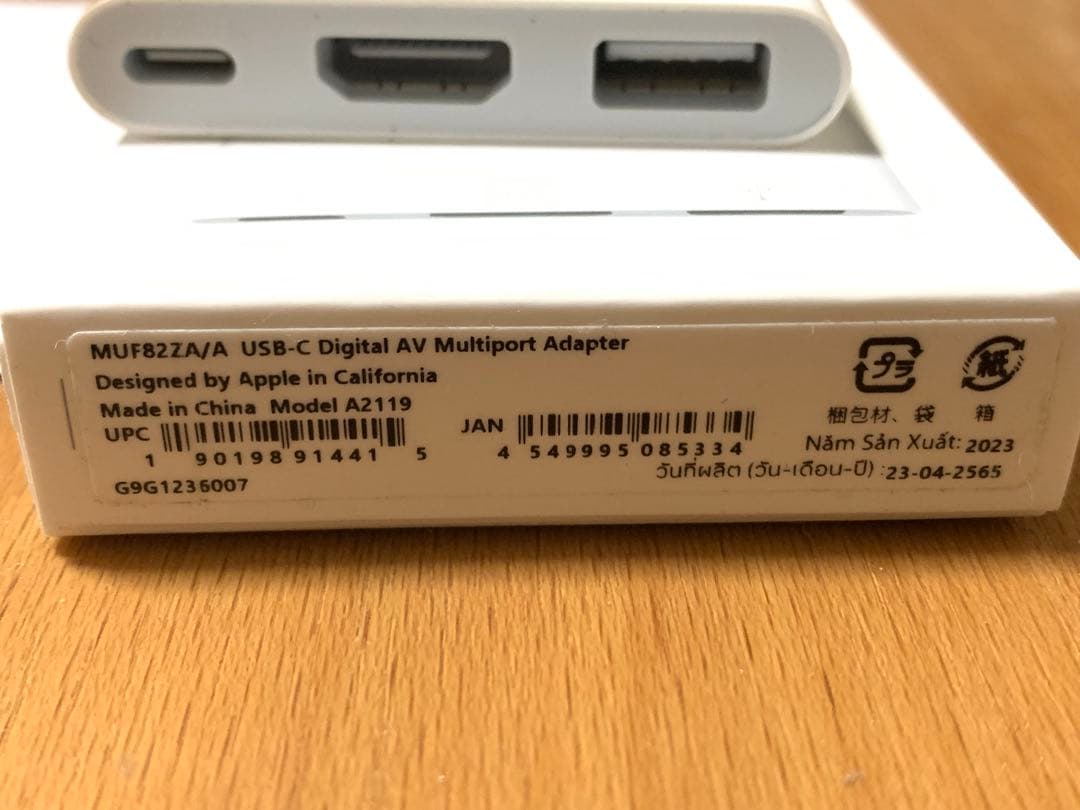 MUF82ZA/A USB-C Digital AV Multiport Adapter
Designed by Apple in California
Made in China Model A2119
UPC
1 90198 91441 5
JAN
4 549995 085334
G9G1236007
プラ
紙
梱包材、袋 箱
Năm Sản Xuất: 2023
วันที่ผลิต (วัน-เดือน-ปี) :23-04-2565